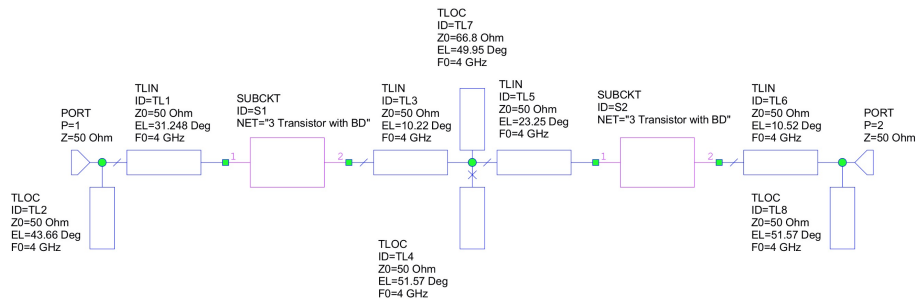 TLOC
ID=TL7
Z0=66.8 Ohm
EL=49.95 Deg
F0=4 GHz
PORT
P=1
Z=50 Ohm
TLIN
ID=TL1
Z0=50 Ohm
EL=31.248 Deg
F0=4 GHz
SUBCKT
ID=S1
NET="3 Transistor with BD"
TLIN
ID=TL3
Z0=50 Ohm
EL=10.22 Deg
F0=4 GHz
TLIN
ID=TL5
Z0=50 Ohm
EL=23.25 Deg
F0=4 GHz
SUBCKT
ID=S2
NET="3 Transistor with BD"
TLIN
ID=TL6
Z0=50 Ohm
EL=10.52 Deg
F0=4 GHz
PORT
P=2
Z=50 Ohm
1
2
1
2
TLOC
ID=TL2
Z0=50 Ohm
EL=43.66 Deg
F0=4 GHz
TLOC
ID=TL4
Z0=50 Ohm
EL=51.57 Deg
F0=4 GHz
TLOC
ID=TL8
Z0=50 Ohm
EL=51.57 Deg
F0=4 GHz